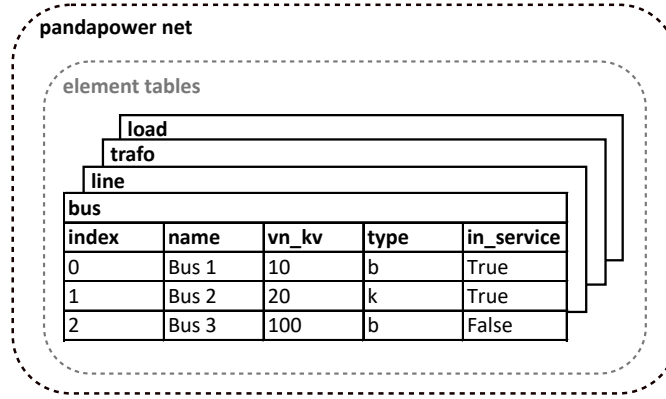 pandapower net
element tables
load
trafo
line
bus
index name vn_kv type in_service
0 Bus 1 10 b True
1 Bus 2 20 k True
2 Bus 3 100 b False